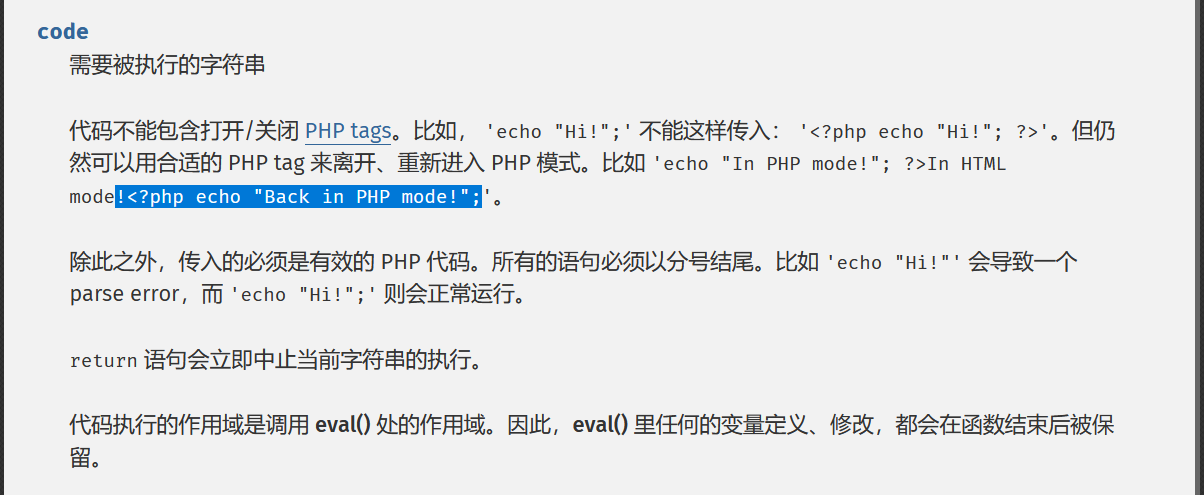 code
需要被执行的字符串
代码不能包含打开/关闭 PHP tags。比如， 'echo "Hi!";' 不能这样传入： '<?php echo "Hi!"; ?>'。但仍
然可以用合适的 PHP tag 来离开、重新进入 PHP 模式。比如 'echo "In PHP mode!"; ?>In HTML
mode!<?php echo "Back in PHP mode!";'。
除此之外，传入的必须是有效的 PHP 代码。所有的语句必须以分号结尾。比如 'echo "Hi!"' 会导致一个
parse error，而 'echo "Hi!";' 则会正常运行。
return 语句会立即中止当前字符串的执行。
代码执行的作用域是调用 eval() 处的作用域。因此，eval() 里任何的变量定义、修改，都会在函数结束后被保
留。